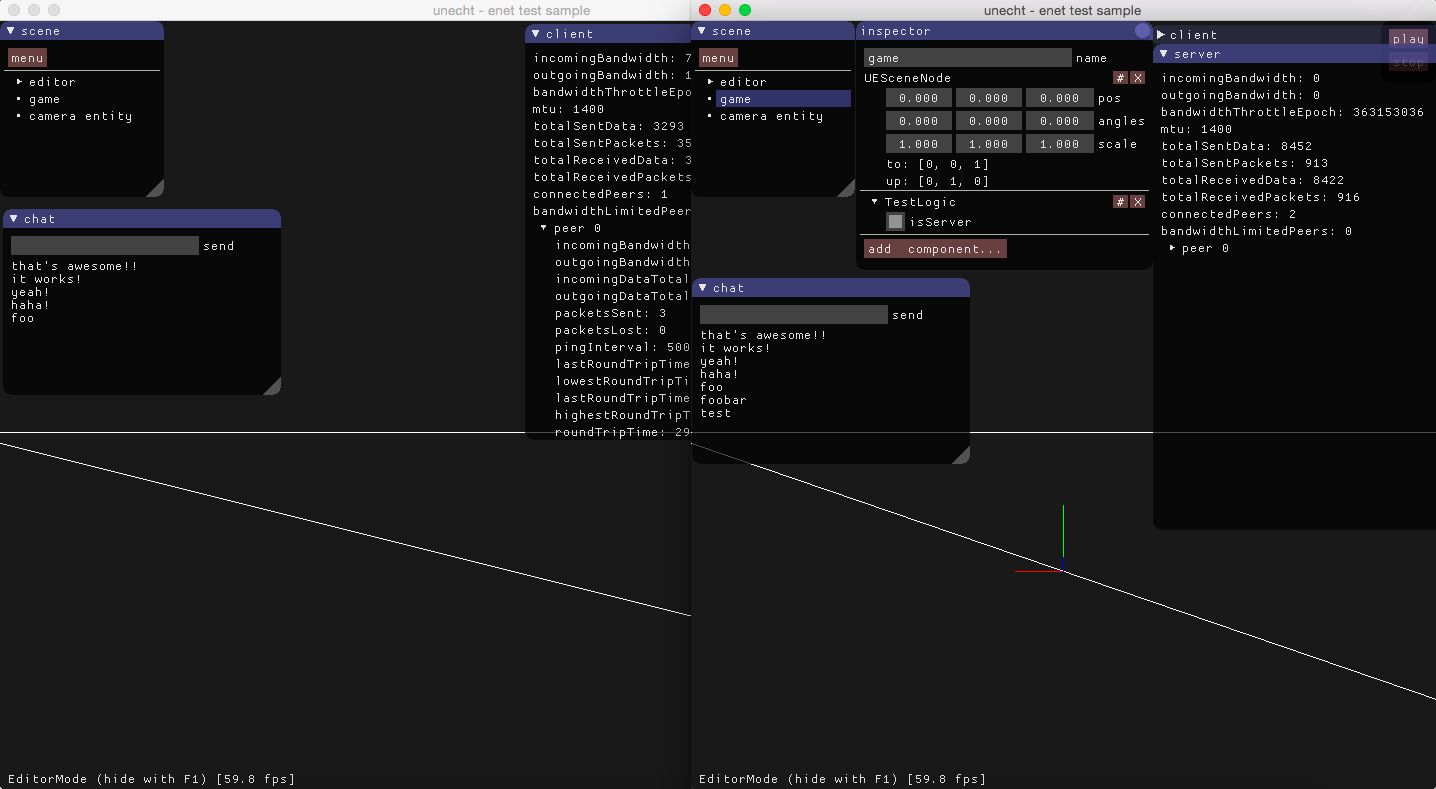 unecht - enet test sample
scene
menu
editor
game
camera entity
chat
send
that's awesome!!
it works!
yeah!
haha!
foo
client
incomingBandwidth: 7
outgoingBandwidth: 1
bandwidthThrottleEpo
mtu: 1400
totalSentData: 3293
totalSentPackets: 35
totalReceivedData: 3
totalReceivedPackets
connectedPeers: 1
bandwidthLimitedPeer
peer 0
incomingBandwidth
outgoingBandwidth
incomingDataTotal
outgoingDataTotal
packetsSent: 3
packetsLost: 0
pingInterval: 500
lastRoundTripTime
lowestRoundTripTi
lastRoundTripTime
highestRoundTripT
roundTripTime: 29
EditorMode (hide with F1) [59.8 fps]
unecht - enet test sample
scene
menu
editor
game
camera entity
inspector
game name
UESceneNode # X
0.000 0.000 0.000 pos
0.000 0.000 0.000 angles
1.000 1.000 1.000 scale
to: [0, 0, 1]
up: [0, 1, 0]
TestLogic # X
isServer
add component...
chat
send
that's awesome!!
it works!
yeah!
haha!
foo
foobar
test
client
play
stop
server
incomingBandwidth: 0
outgoingBandwidth: 0
bandwidthThrottleEpoch: 363153036
mtu: 1400
totalSentData: 8452
totalSentPackets: 913
totalReceivedData: 8422
totalReceivedPackets: 916
connectedPeers: 2
bandwidthLimitedPeers: 0
peer 0
EditorMode (hide with F1) [59.8 fps]